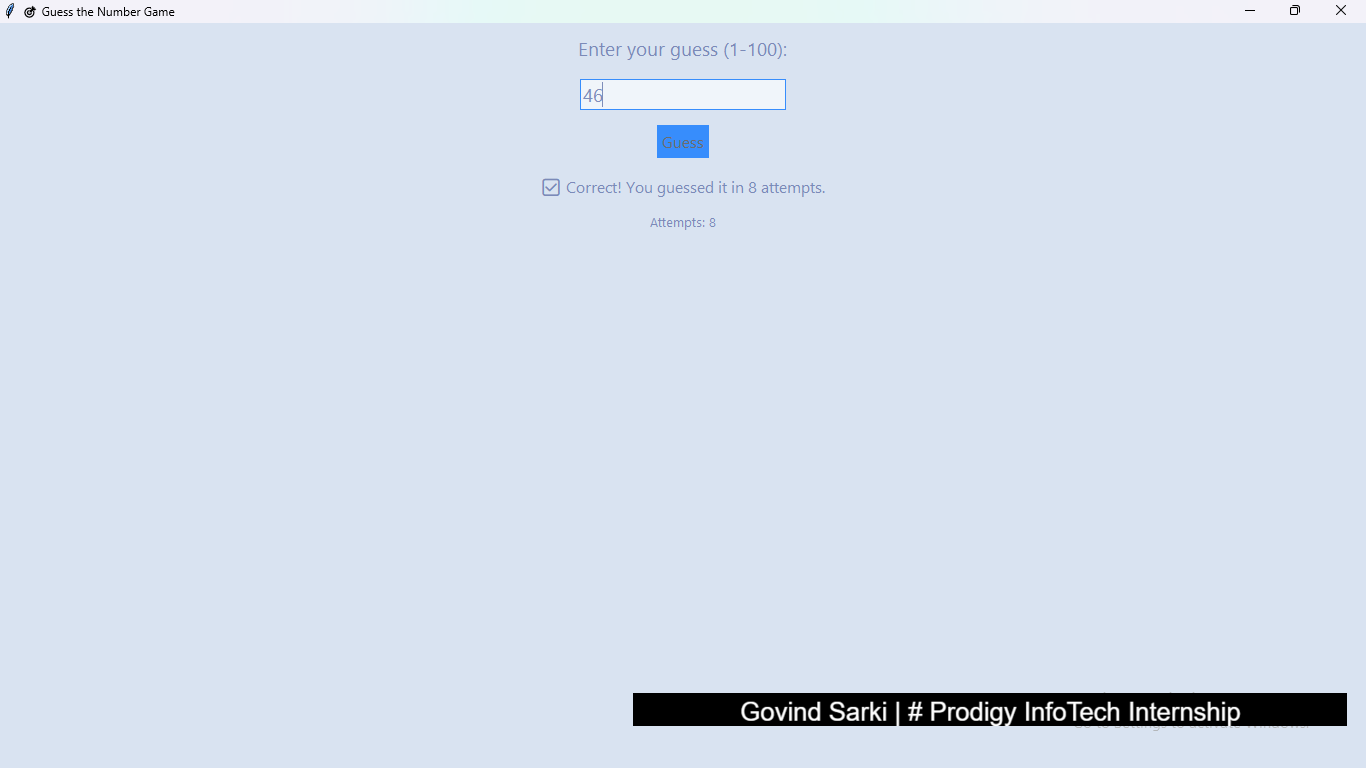 Guess the Number Game
Enter your guess (1-100):
46
Guess
Correct! You guessed it in 8 attempts.
Attempts: 8
Govind Sarki | # Prodigy InfoTech Internship